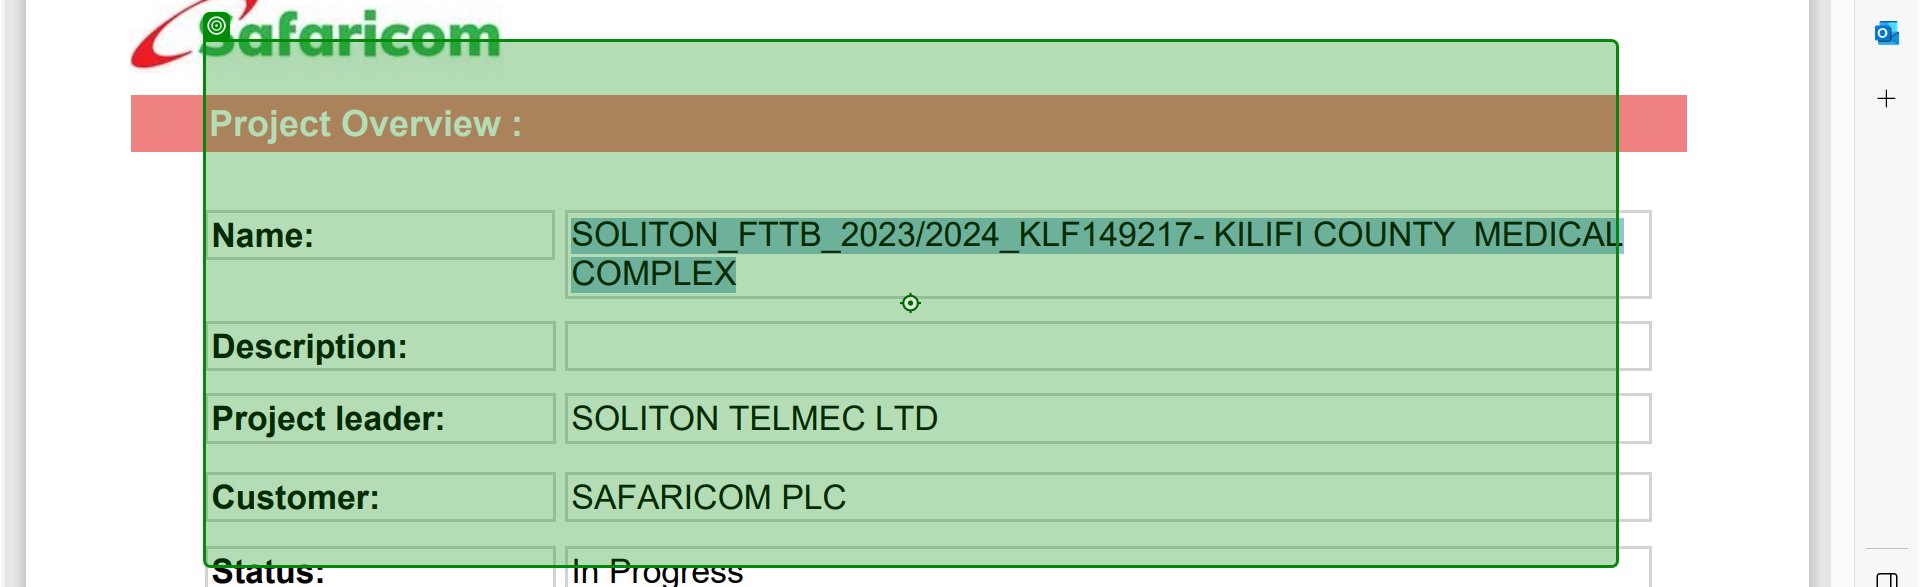 Safaricom
Project Overview :
Name:
SOLITON_FTTB_2023/2024_KLF149217- KILIFI COUNTY  MEDICAL
COMPLEX
Description:
Project leader:
SOLITON TELMEC LTD
Customer:
SAFARICOM PLC
Status:
In Progress